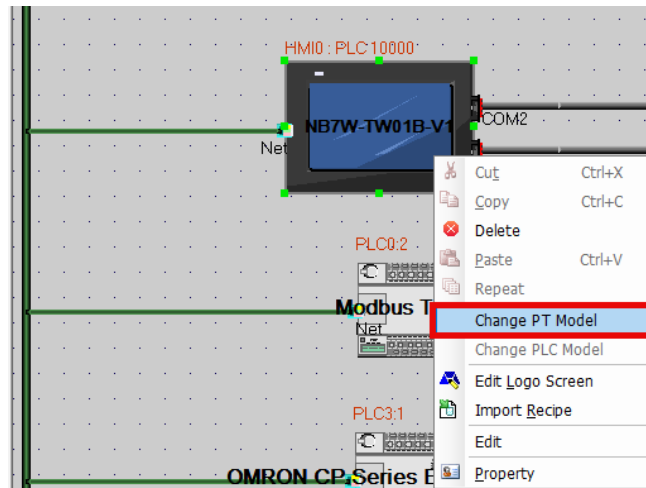 HMI0 : PLC10000
NB7W-TW01B-V1
COM2
Net
Cut Ctrl+X
Copy Ctrl+C
Delete
Paste Ctrl+V
Repeat
Change PT Model
Change PLC Model
Edit Logo Screen
Import Recipe
Edit
Property
PLC0:2
Modbus T
Net
PLC3:1
OMRON CP Series E